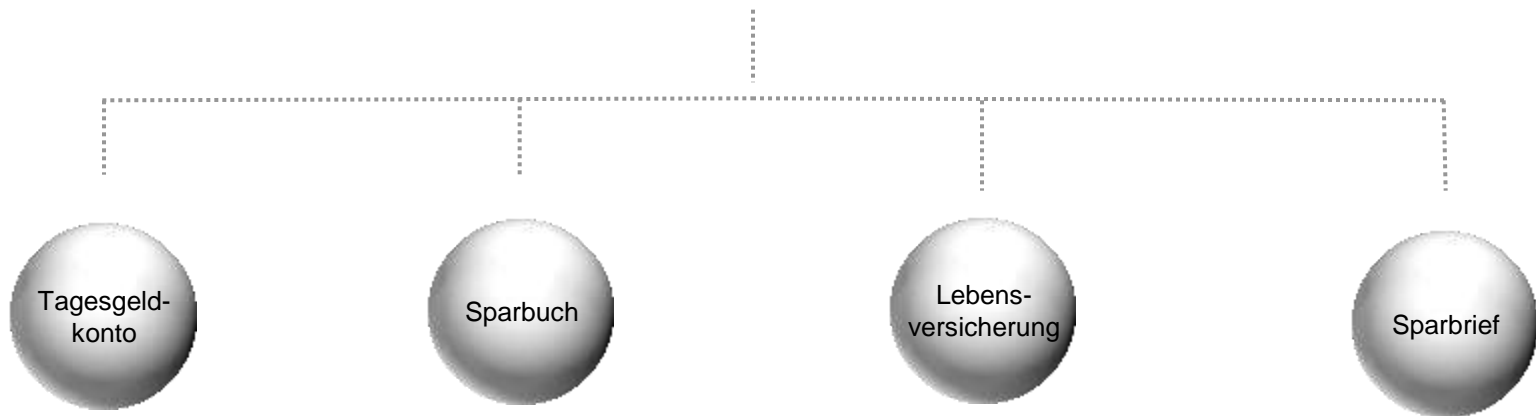 Tagesgeld-
konto
Sparbuch
Lebens-
versicherung
Sparbrief